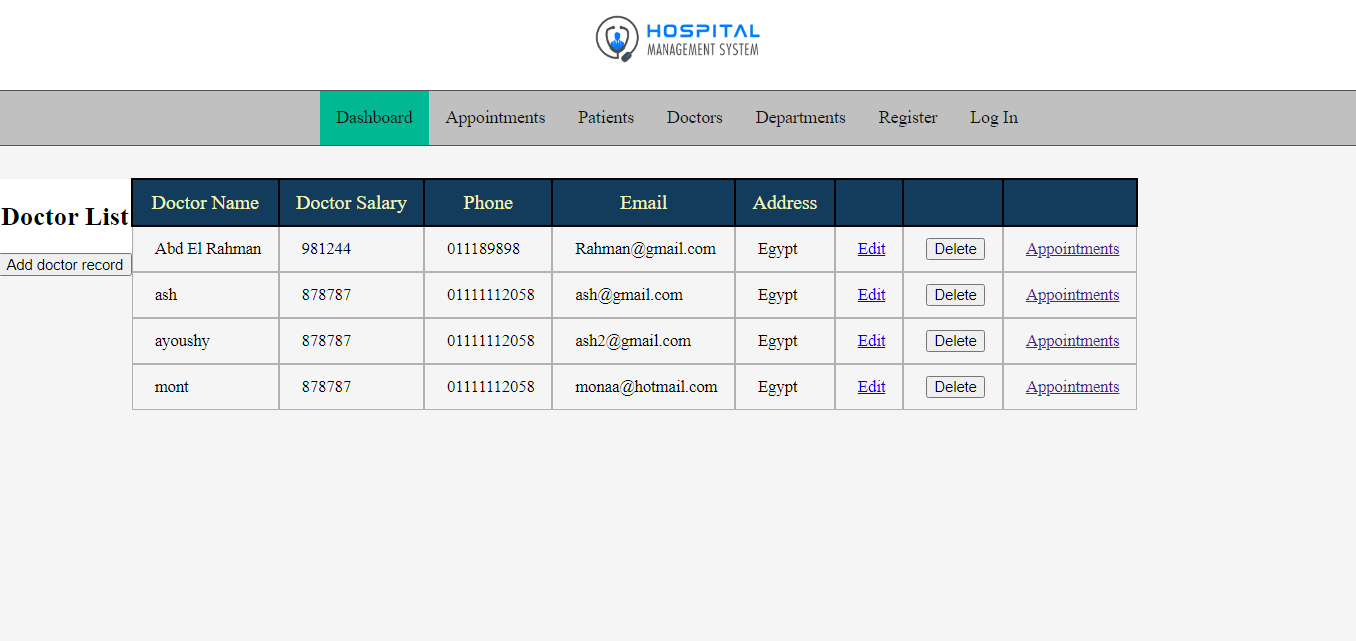 HOSPITAL
MANAGEMENT SYSTEM
Dashboard Appointments Patients Doctors Departments Register Log In
Doctor List
Add doctor record
Doctor Name Doctor Salary Phone Email Address
Abd El Rahman 981244 011189898 Rahman@gmail.com Egypt Edit Delete Appointments
ash 878787 01111112058 ash@gmail.com Egypt Edit Delete Appointments
ayoushy 878787 01111112058 ash2@gmail.com Egypt Edit Delete Appointments
mont 878787 01111112058 monaa@hotmail.com Egypt Edit Delete Appointments